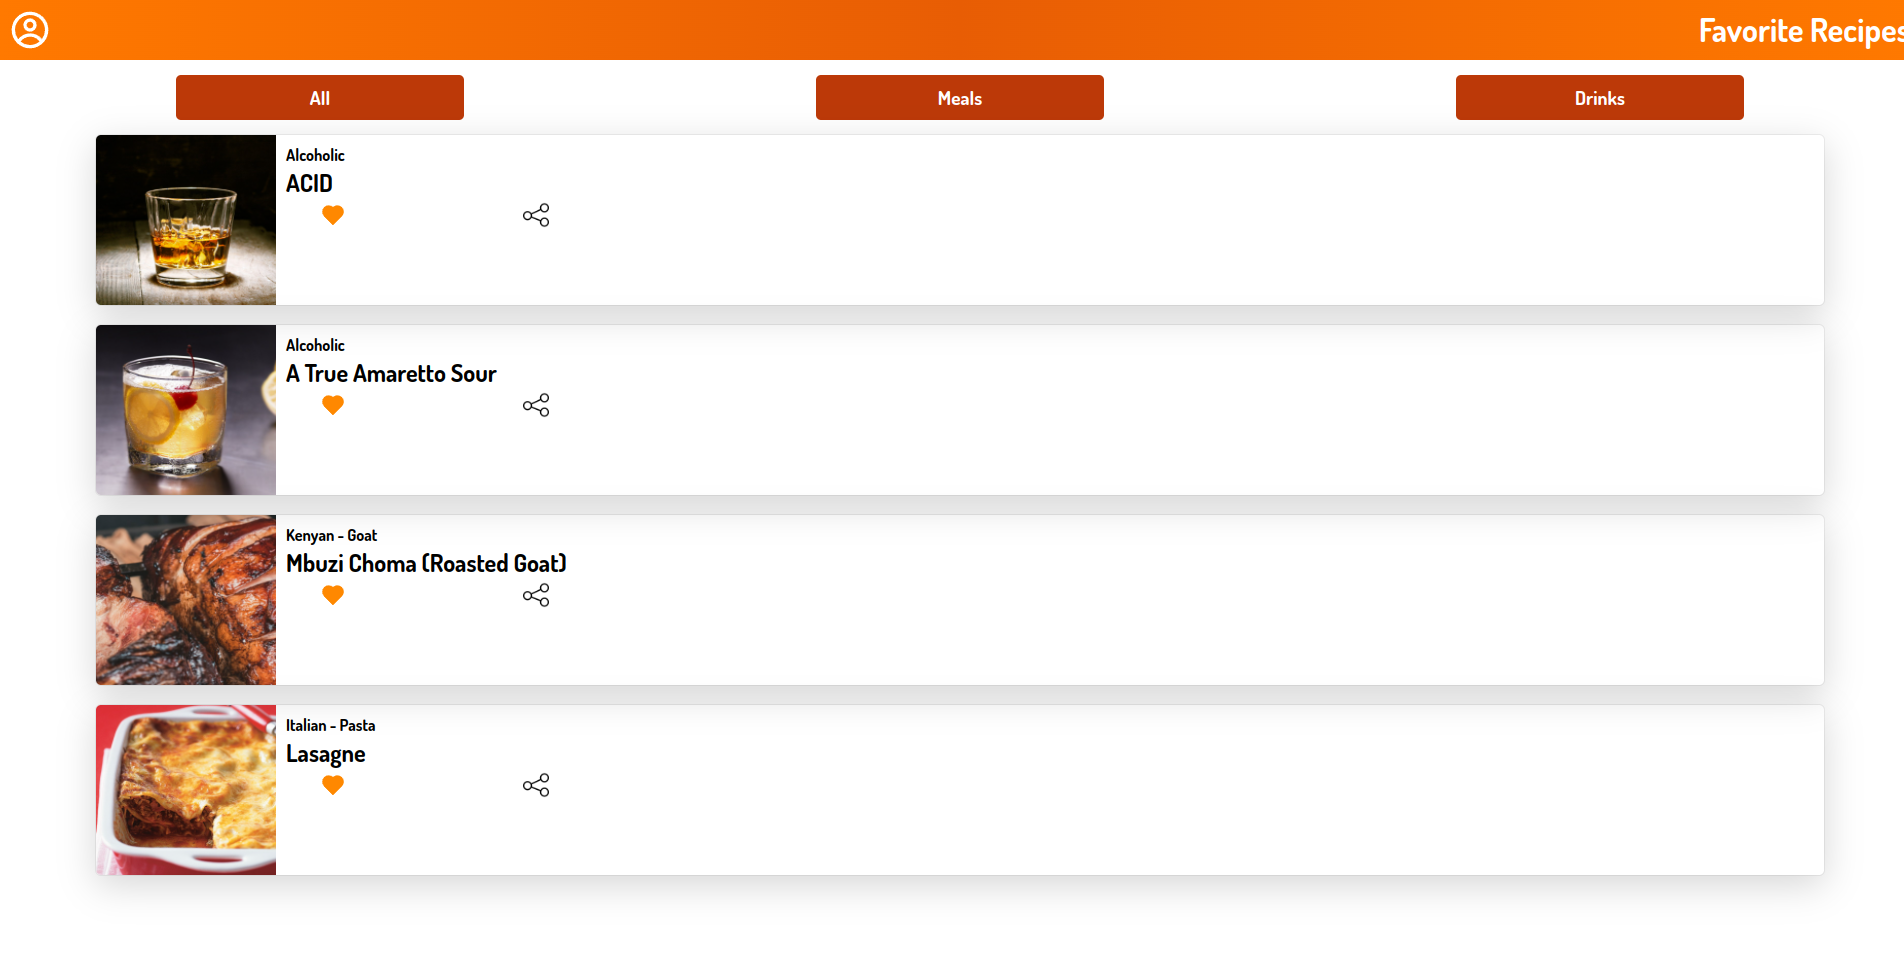 Favorite Recipes
All
Meals
Drinks
Alcoholic
ACID
Alcoholic
A True Amaretto Sour
Kenyan - Goat
Mbuzi Choma (Roasted Goat)
Italian - Pasta
Lasagne